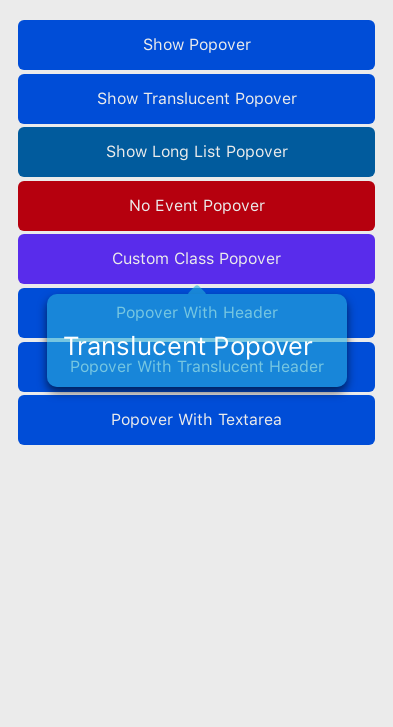 Show Popover
Show Translucent Popover
Show Long List Popover
No Event Popover
Custom Class Popover
Popover With Header
Translucent Popover
Popover With Translucent Header
Popover With Textarea